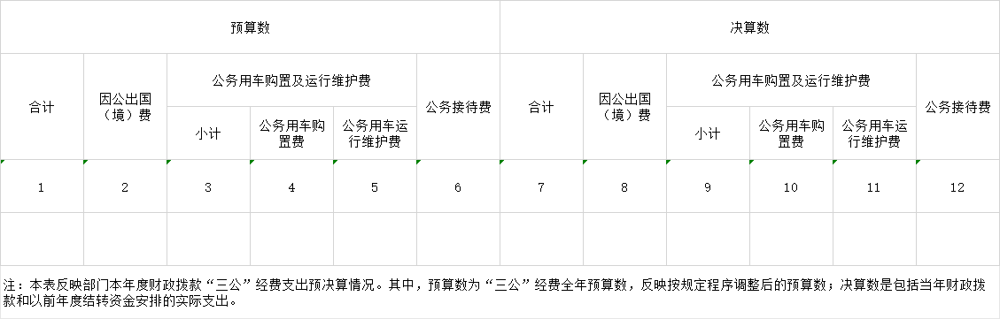 预算数
决算数
合计
因公出国
（境）费
公务用车购置及运行维护费
小计
公务用车购
置费
公务用车运
行维护费
公务接待费
合计
因公出国
（境）费
公务用车购置及运行维护费
小计
公务用车购
置费
公务用车运
行维护费
公务接待费
1 2 3 4 5 6 7 8 9 10 11 12
注：本表反映部门本年度财政拨款“三公”经费支出预决算情况。其中，预算数为“三公”经费全年预算数，反映按规定程序调整后的预算数；决算数是包括当年财政拨
款和以前年度结转资金安排的实际支出。